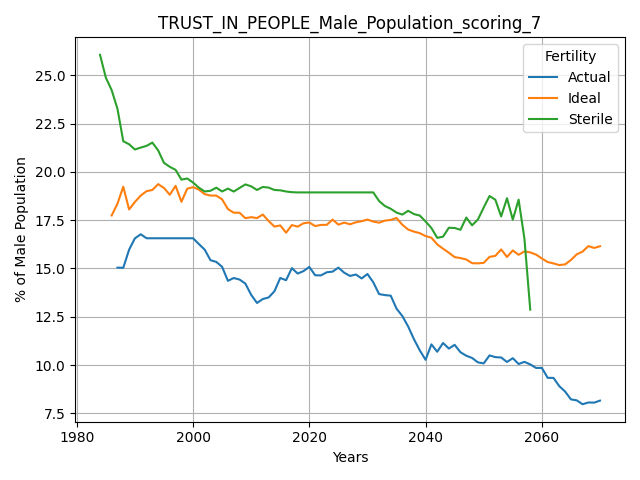 TRUST_IN_PEOPLE_Male_Population_scoring_7
Fertility
Actual
Ideal
Sterile
% of Male Population
25.0
22.5
20.0
17.5
15.0
12.5
10.0
7.5
1980 2000 2020 2040 2060
Years